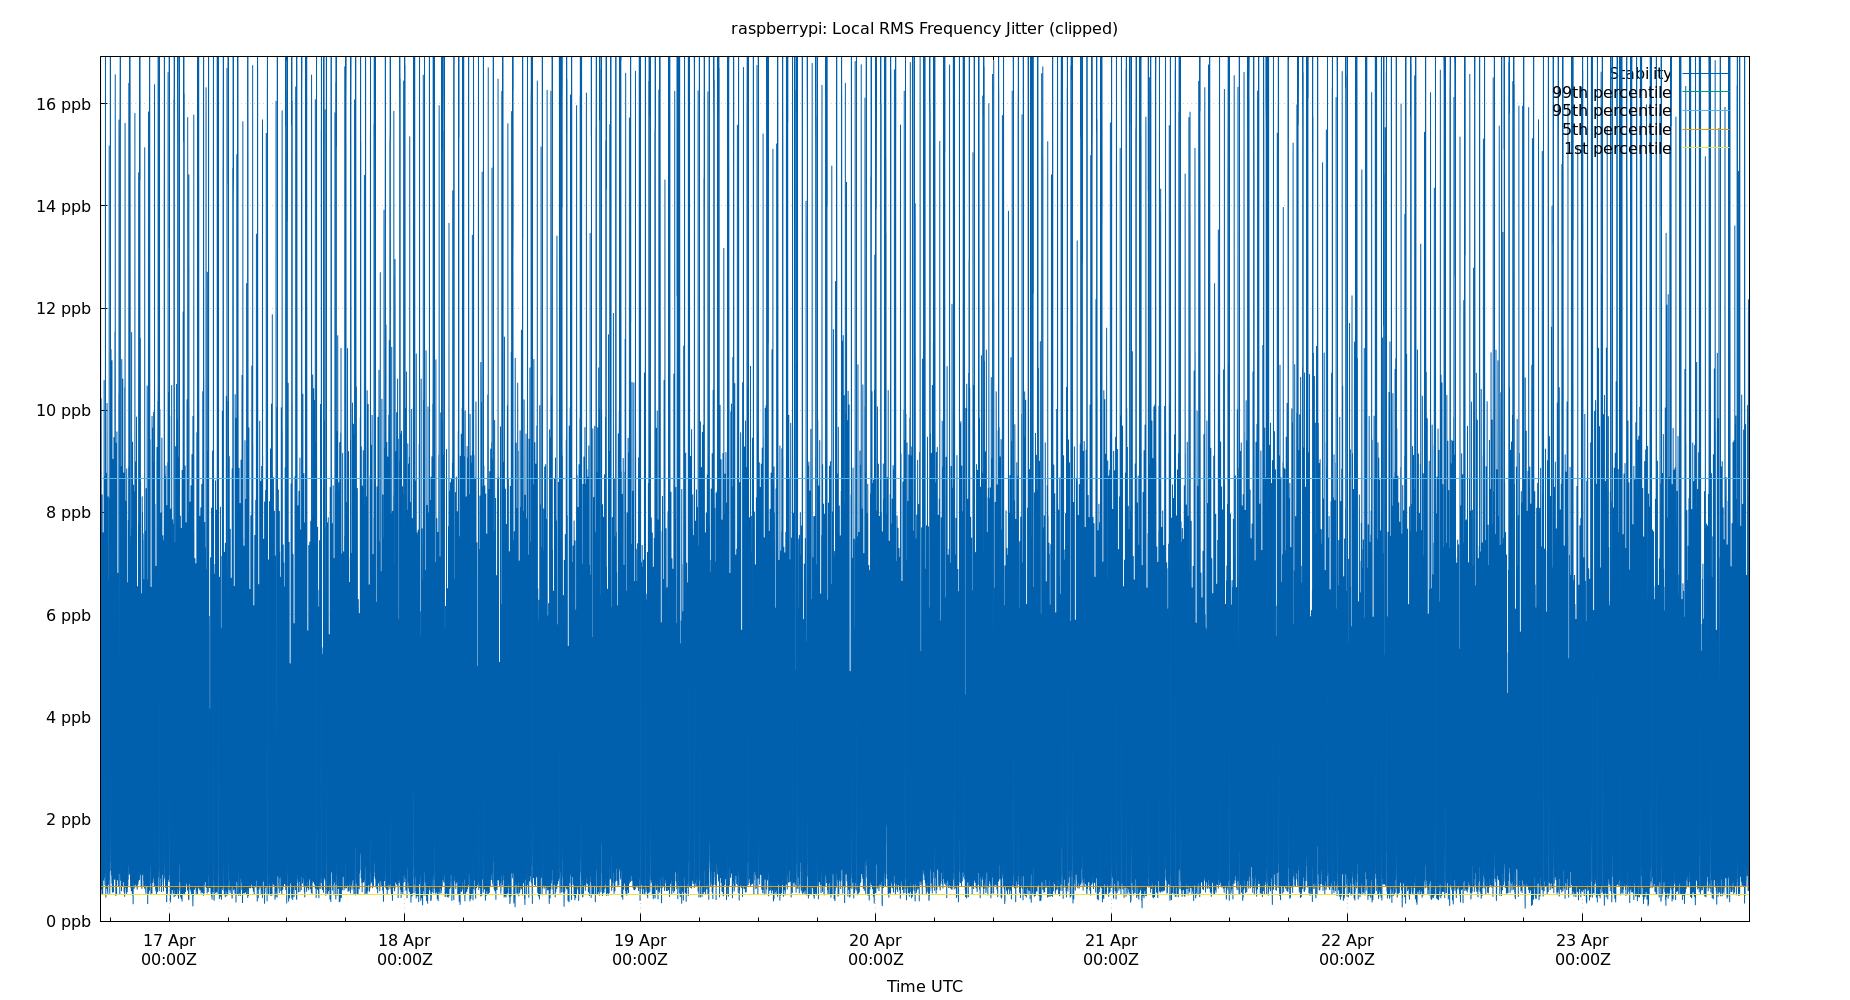 raspberrypi: Local RMS Frequency Jitter (clipped)
Stability
99th percentile
95th percentile
5th percentile
1st percentile
16 ppb
14 ppb
12 ppb
10 ppb
8 ppb
6 ppb
4 ppb
2 ppb
0 ppb
17 Apr
00:00Z
18 Apr
00:00Z
19 Apr
00:00Z
20 Apr
00:00Z
21 Apr
00:00Z
22 Apr
00:00Z
23 Apr
00:00Z
Time UTC